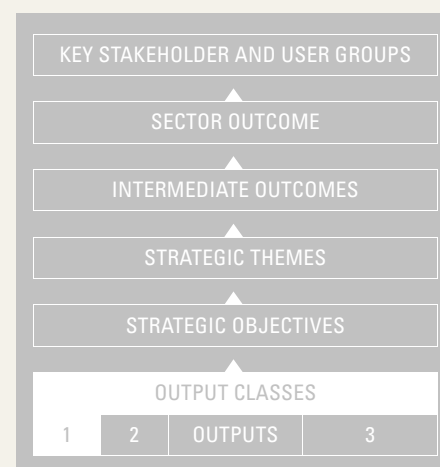 KEY STAKEHOLDER AND USER GROUPS
SECTOR OUTCOME
INTERMEDIATE OUTCOMES
STRATEGIC THEMES
STRATEGIC OBJECTIVES
OUTPUT CLASSES
1 2 OUTPUTS 3